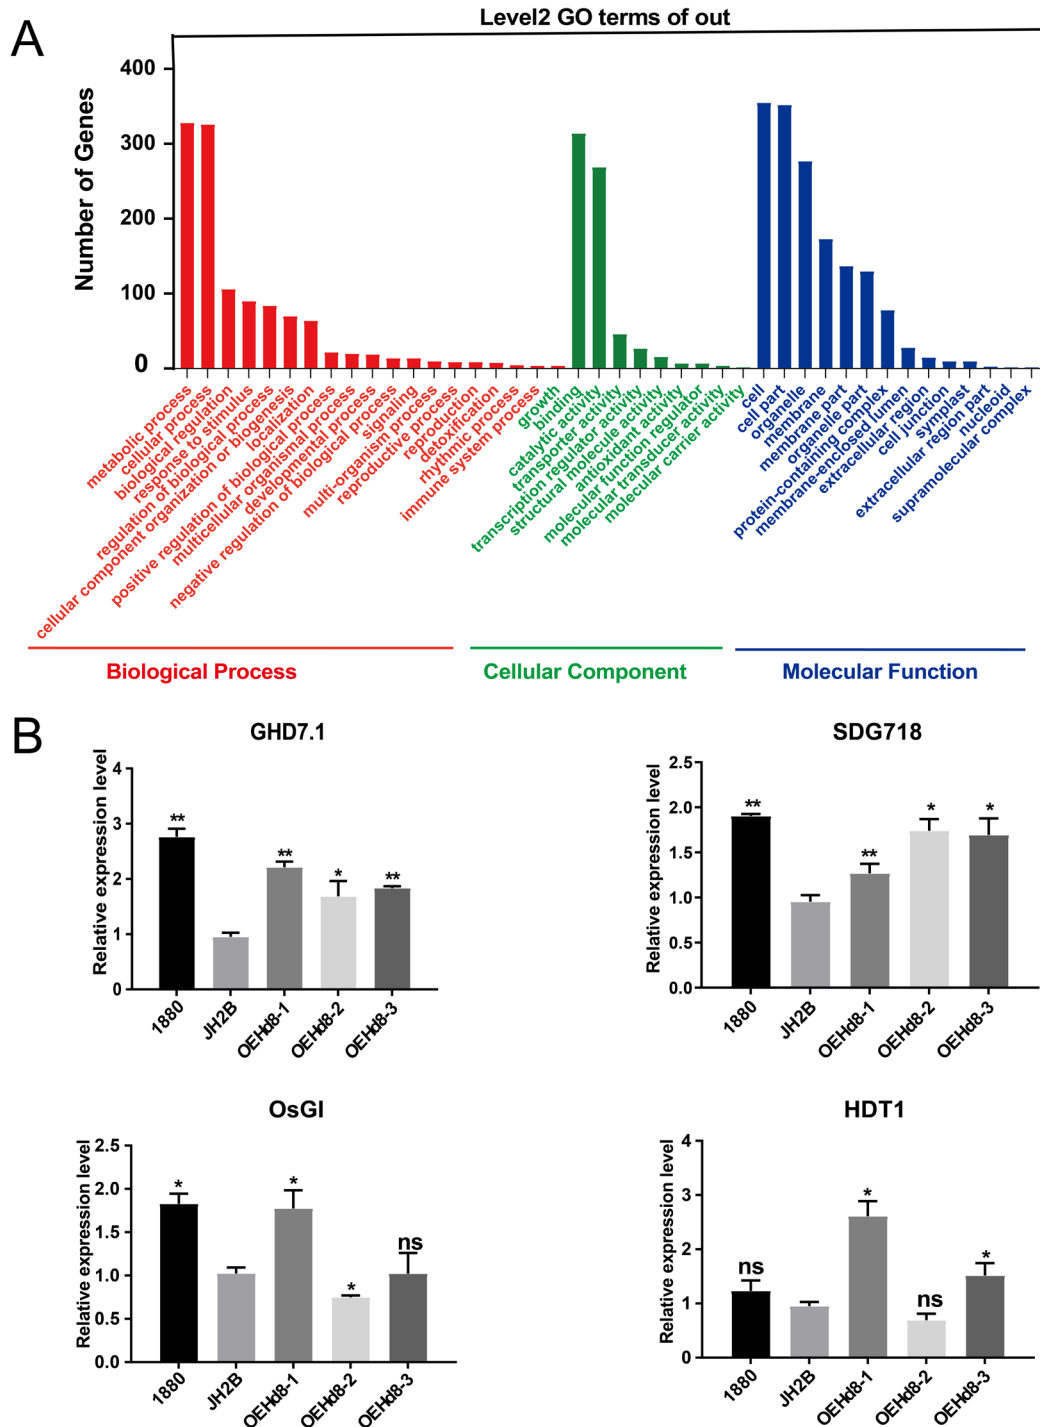 A
Level2 GO terms of out
Number of Genes
400
300
200
100
0
metabolic process
cellular process
biological regulation
response to stimulus
regulation of biological process
cellular component organization or biogenesis
localization
positive regulation of biological process
multicellular organismal process
developmental process
negative regulation of biological process
signaling
multi-organism process
reproductive process
reproduction
detoxification
rhythmic process
immune system process
growth
binding
catalytic activity
transporter activity
transcription regulator activity
structural molecule activity
antioxidant activity
molecular function regulator
molecular transducer activity
molecular carrier activity
cell
cell part
organelle
membrane
membrane part
organelle part
protein-containing complex
membrane-enclosed lumen
extracellular region
cell junction
symplast
extracellular region part
nucleoid
supramolecular complex
Biological Process
Cellular Component
Molecular Function
B
GHD7.1
Relative expression level
4
3
2
1
0
**
**
*
**
1880
JH2B
OEHd8-1
OEHd8-2
OEHd8-3
SDG718
Relative expression level
2.5
2.0
1.5
1.0
0.5
0.0
**
**
*
*
1880
JH2B
OEHd8-1
OEHd8-2
OEHd8-3
OsGI
Relative expression level
2.5
2.0
1.5
1.0
0.5
0.0
*
*
*
ns
1880
JH2B
OEHd8-1
OEHd8-2
OEHd8-3
HDT1
Relative expression level
4
3
2
1
0
ns
*
ns
*
1880
JH2B
OEHd8-1
OEHd8-2
OEHd8-3